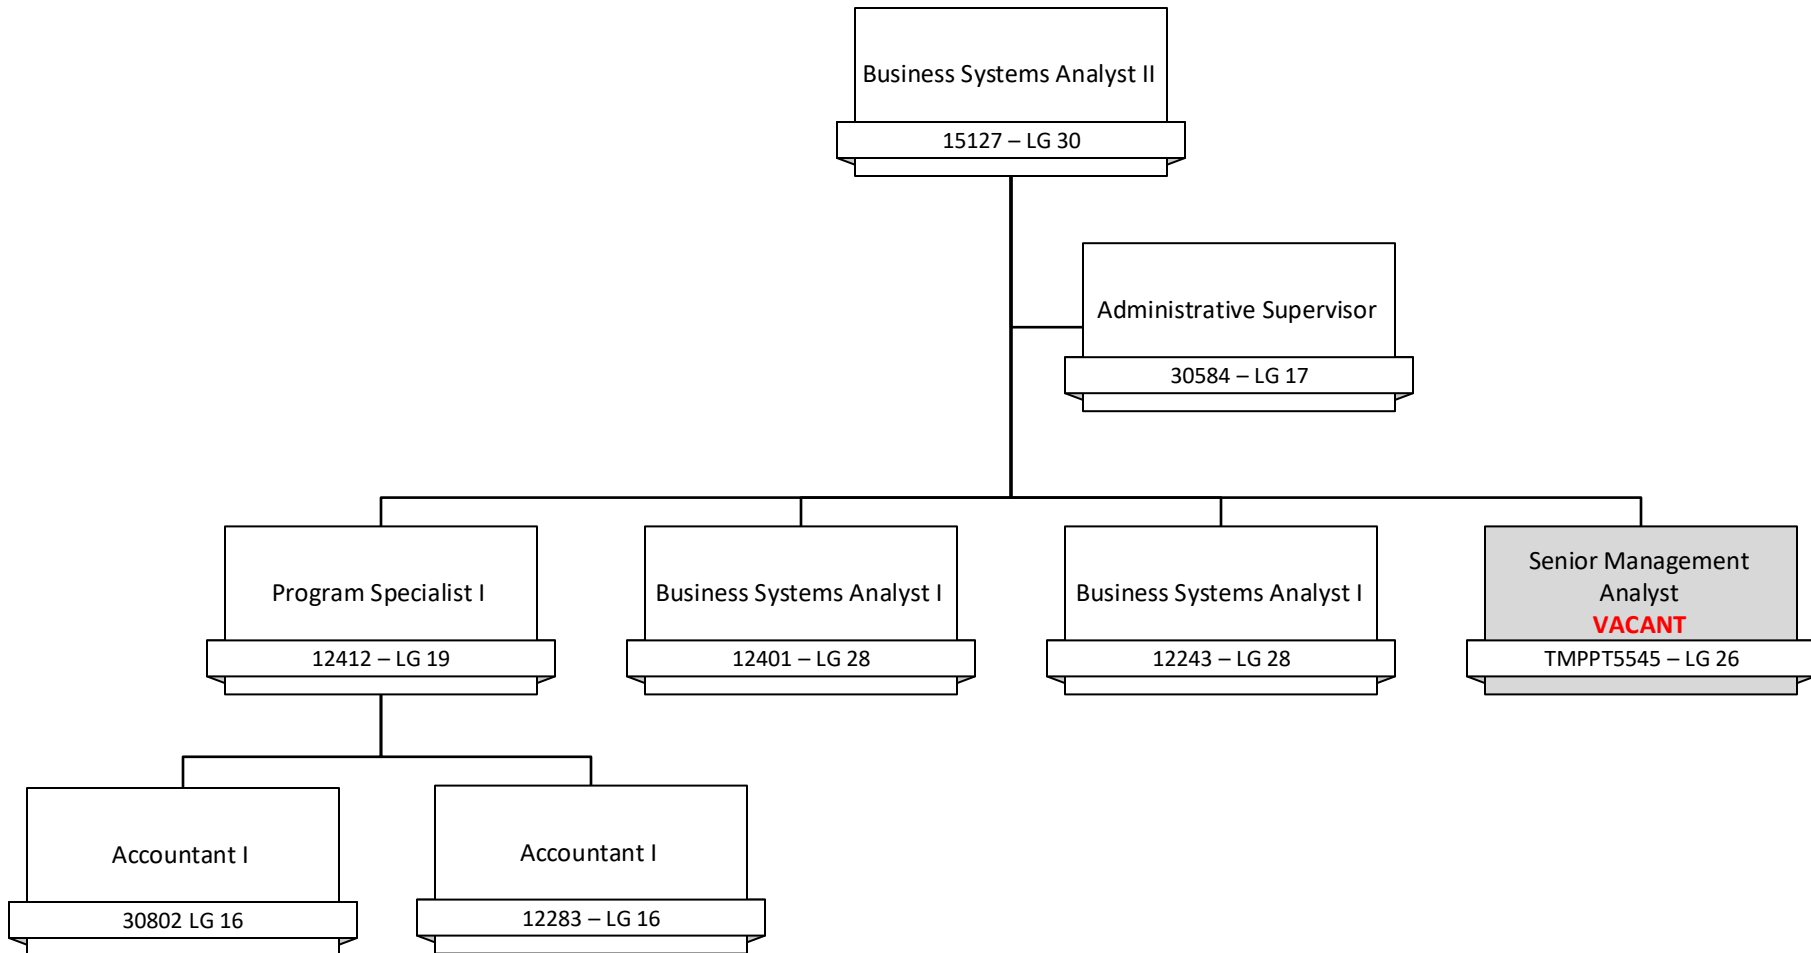 Business Systems Analyst II
15127 – LG 30
Administrative Supervisor
30584 – LG 17
Program Specialist I
12412 – LG 19
Business Systems Analyst I
12401 – LG 28
Business Systems Analyst I
12243 – LG 28
Senior Management
Analyst
VACANT
TMPPT5545 – LG 26
Accountant I
30802 LG 16
Accountant I
12283 – LG 16